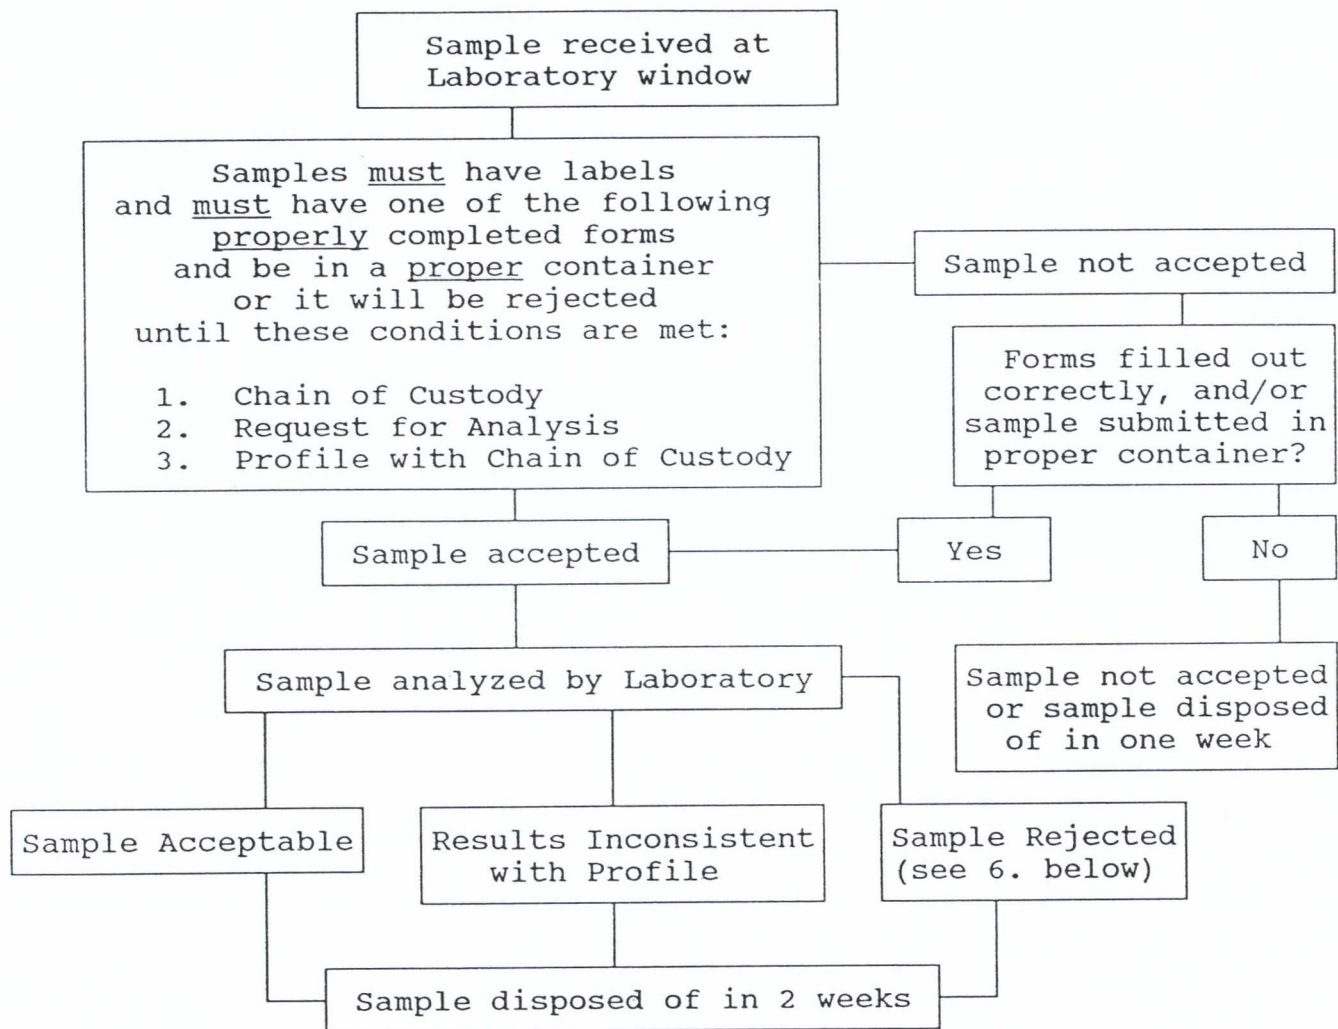 Sample received at
Laboratory window
Samples must have labels
and must have one of the following
properly completed forms
and be in a proper container
or it will be rejected
until these conditions are met:
1. Chain of Custody
2. Request for Analysis
3. Profile with Chain of Custody
Sample not accepted
Forms filled out
correctly, and/or
sample submitted in
proper container?
Sample accepted
Yes
No
Sample analyzed by Laboratory
Sample not accepted
or sample disposed
of in one week
Sample Acceptable
Results Inconsistent
with Profile
Sample Rejected
(see 6. below)
Sample disposed of in 2 weeks